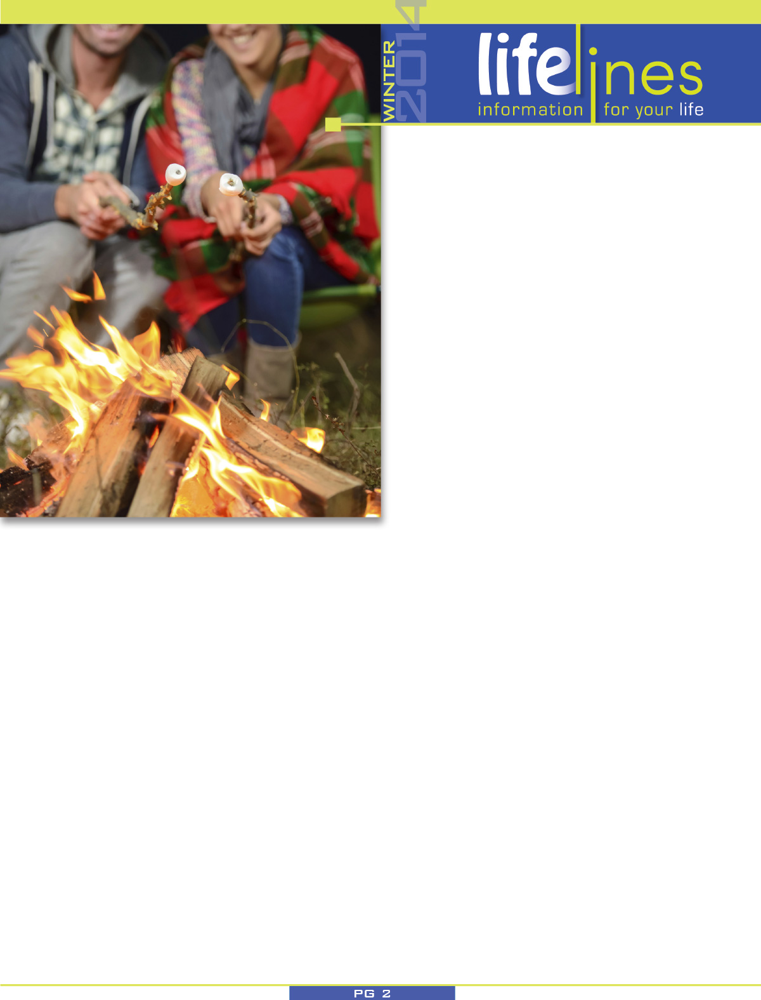 WINTER
2014
lifelines
information for your life
PG 2